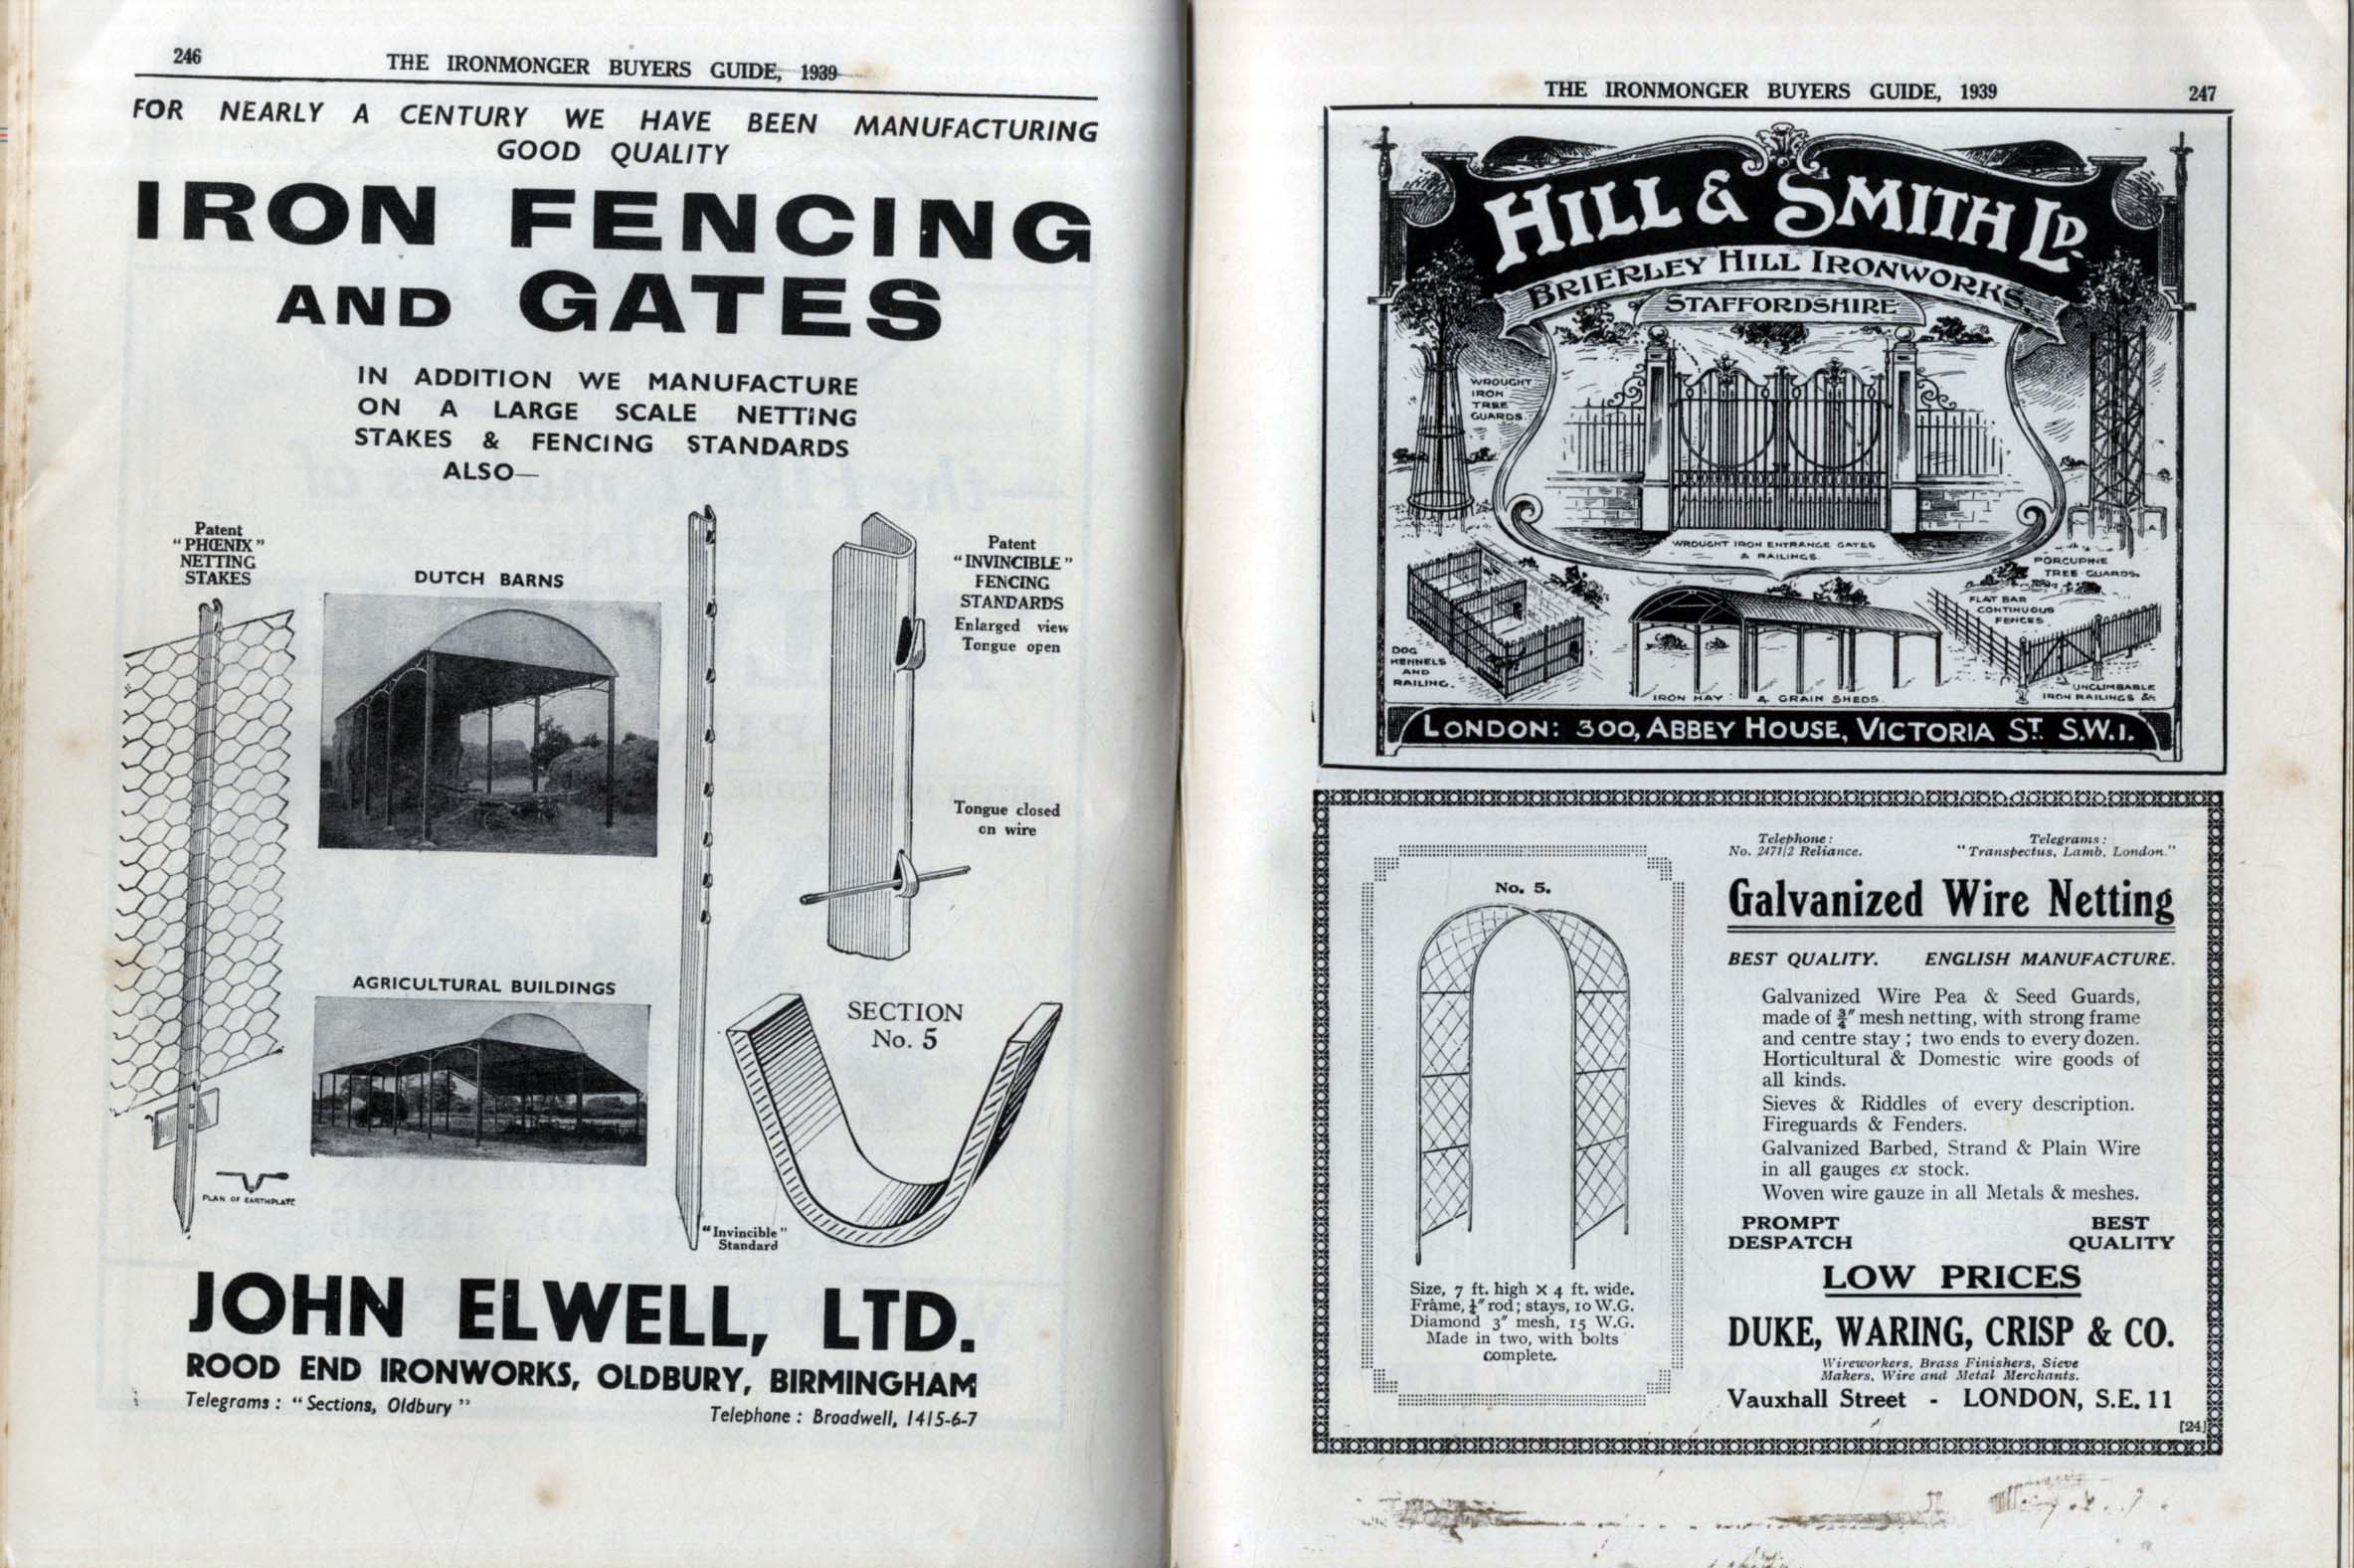 246
THE IRONMONGER BUYERS GUIDE, 1939
FOR NEARLY A CENTURY WE HAVE BEEN MANUFACTURING
GOOD QUALITY
IRON FENCING
AND GATES
IN ADDITION WE MANUFACTURE
ON A LARGE SCALE NETTING
STAKES & FENCING STANDARDS
ALSO—
Patent
"PHŒNIX"
NETTING
STAKES
DUTCH BARNS
Patent
"INVINCIBLE"
FENCING
STANDARDS
Enlarged view
Tongue open
Tongue closed
on wire
AGRICULTURAL BUILDINGS
SECTION
No. 5
PLAN OF EARTHPLATE
"Invincible"
Standard
JOHN ELWELL, LTD.
ROOD END IRONWORKS, OLDBURY, BIRMINGHAM
Telegrams: "Sections, Oldbury"
Telephone: Broadwell, 1415-6-7
THE IRONMONGER BUYERS GUIDE, 1939
247
HILL & SMITH LD.
BRIERLEY HILL IRONWORKS
STAFFORDSHIRE
WROUGHT
IRON
TREE
GUARDS.
WROUGHT IRON ENTRANCE GATES
& RAILINGS.
PORCUPINE
TREE-GUARDS.
FLAT BAR
CONTINUOUS
FENCES
DOG
KENNELS
AND
RAILING.
IRON HAY & GRAIN SHEDS.
UNCLIMBABLE
IRON RAILINGS &c
LONDON: 300, ABBEY HOUSE, VICTORIA ST. S.W.1.
Telephone:
No. 2471/2 Reliance.
Telegrams:
"Transpectus, Lamb, London."
No. 5.
Galvanized Wire Netting
BEST QUALITY. ENGLISH MANUFACTURE.
Galvanized Wire Pea & Seed Guards,
made of ¾" mesh netting, with strong frame
and centre stay; two ends to every dozen.
Horticultural & Domestic wire goods of
all kinds.
Sieves & Riddles of every description.
Fireguards & Fenders.
Galvanized Barbed, Strand & Plain Wire
in all gauges ex stock.
Woven wire gauze in all Metals & meshes.
PROMPT
DESPATCH
BEST
QUALITY
LOW PRICES
Size, 7 ft. high × 4 ft. wide.
Frame, ¼" rod; stays, 10 W.G.
Diamond 3" mesh, 15 W.G.
Made in two, with bolts
complete.
DUKE, WARING, CRISP & CO.
Wireworkers, Brass Finishers, Sieve
Makers, Wire and Metal Merchants.
Vauxhall Street - LONDON, S.E. 11
[24]